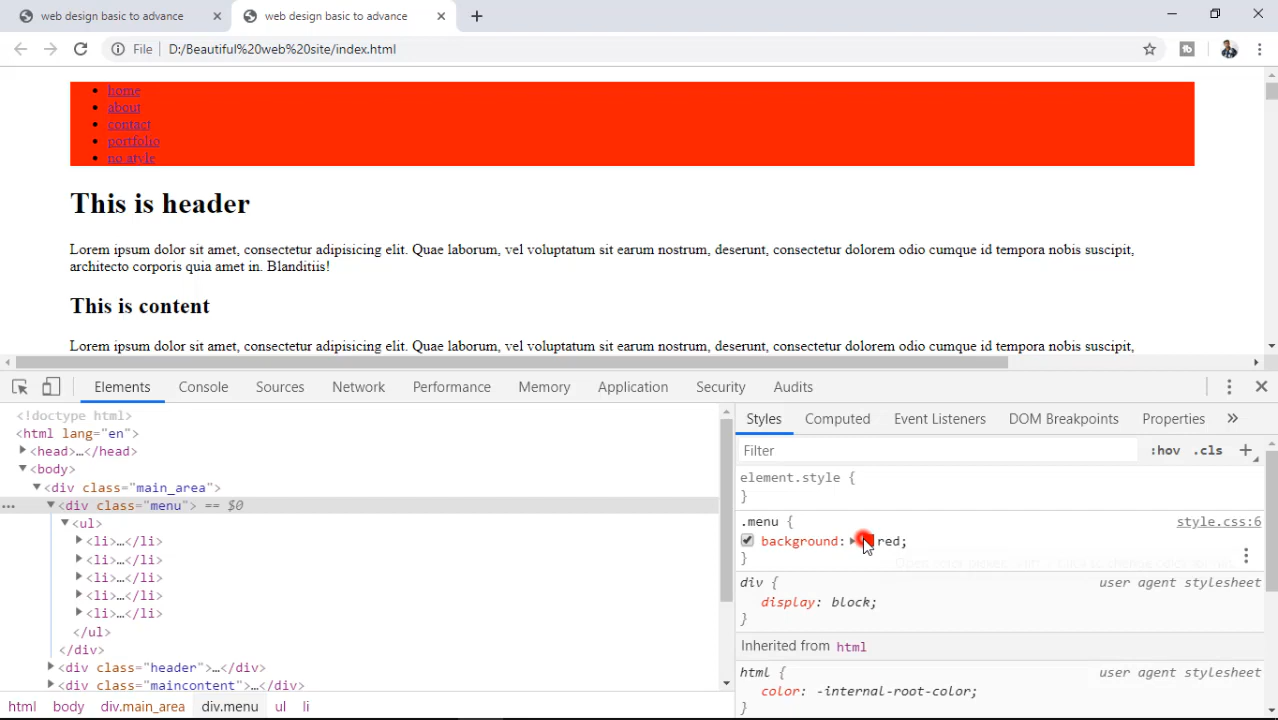 web design basic to advance
web design basic to advance
File D:/Beautiful%20web%20site/index.html
home
about
contact
portfolio
no style
This is header
Lorem ipsum dolor sit amet, consectetur adipisicing elit. Quae laborum, vel voluptatum sit earum nostrum, deserunt, consectetur dolorem odio cumque id tempora nobis suscipit,
architecto corporis quia amet in. Blanditiis!
This is content
Lorem ipsum dolor sit amet, consectetur adipisicing elit. Quae laborum, vel voluptatum sit earum nostrum, deserunt, consectetur dolorem odio cumque id tempora nobis suscipit,
Elements Console Sources Network Performance Memory Application Security Audits
<!doctype html>
<html lang="en">
<head>…</head>
<body>
<div class="main_area">
<div class="menu"> == $0
<ul>
<li>…</li>
<li>…</li>
<li>…</li>
<li>…</li>
<li>…</li>
</ul>
</div>
<div class="header">…</div>
<div class="maincontent">…</div>
html body div.main_area div.menu ul li
Styles Computed Event Listeners DOM Breakpoints Properties »
Filter :hov .cls +
element.style {
}
.menu { style.css:6
background: red;
}
div { user agent stylesheet
display: block;
}
Inherited from html
html { user agent stylesheet
color: -internal-root-color;
}